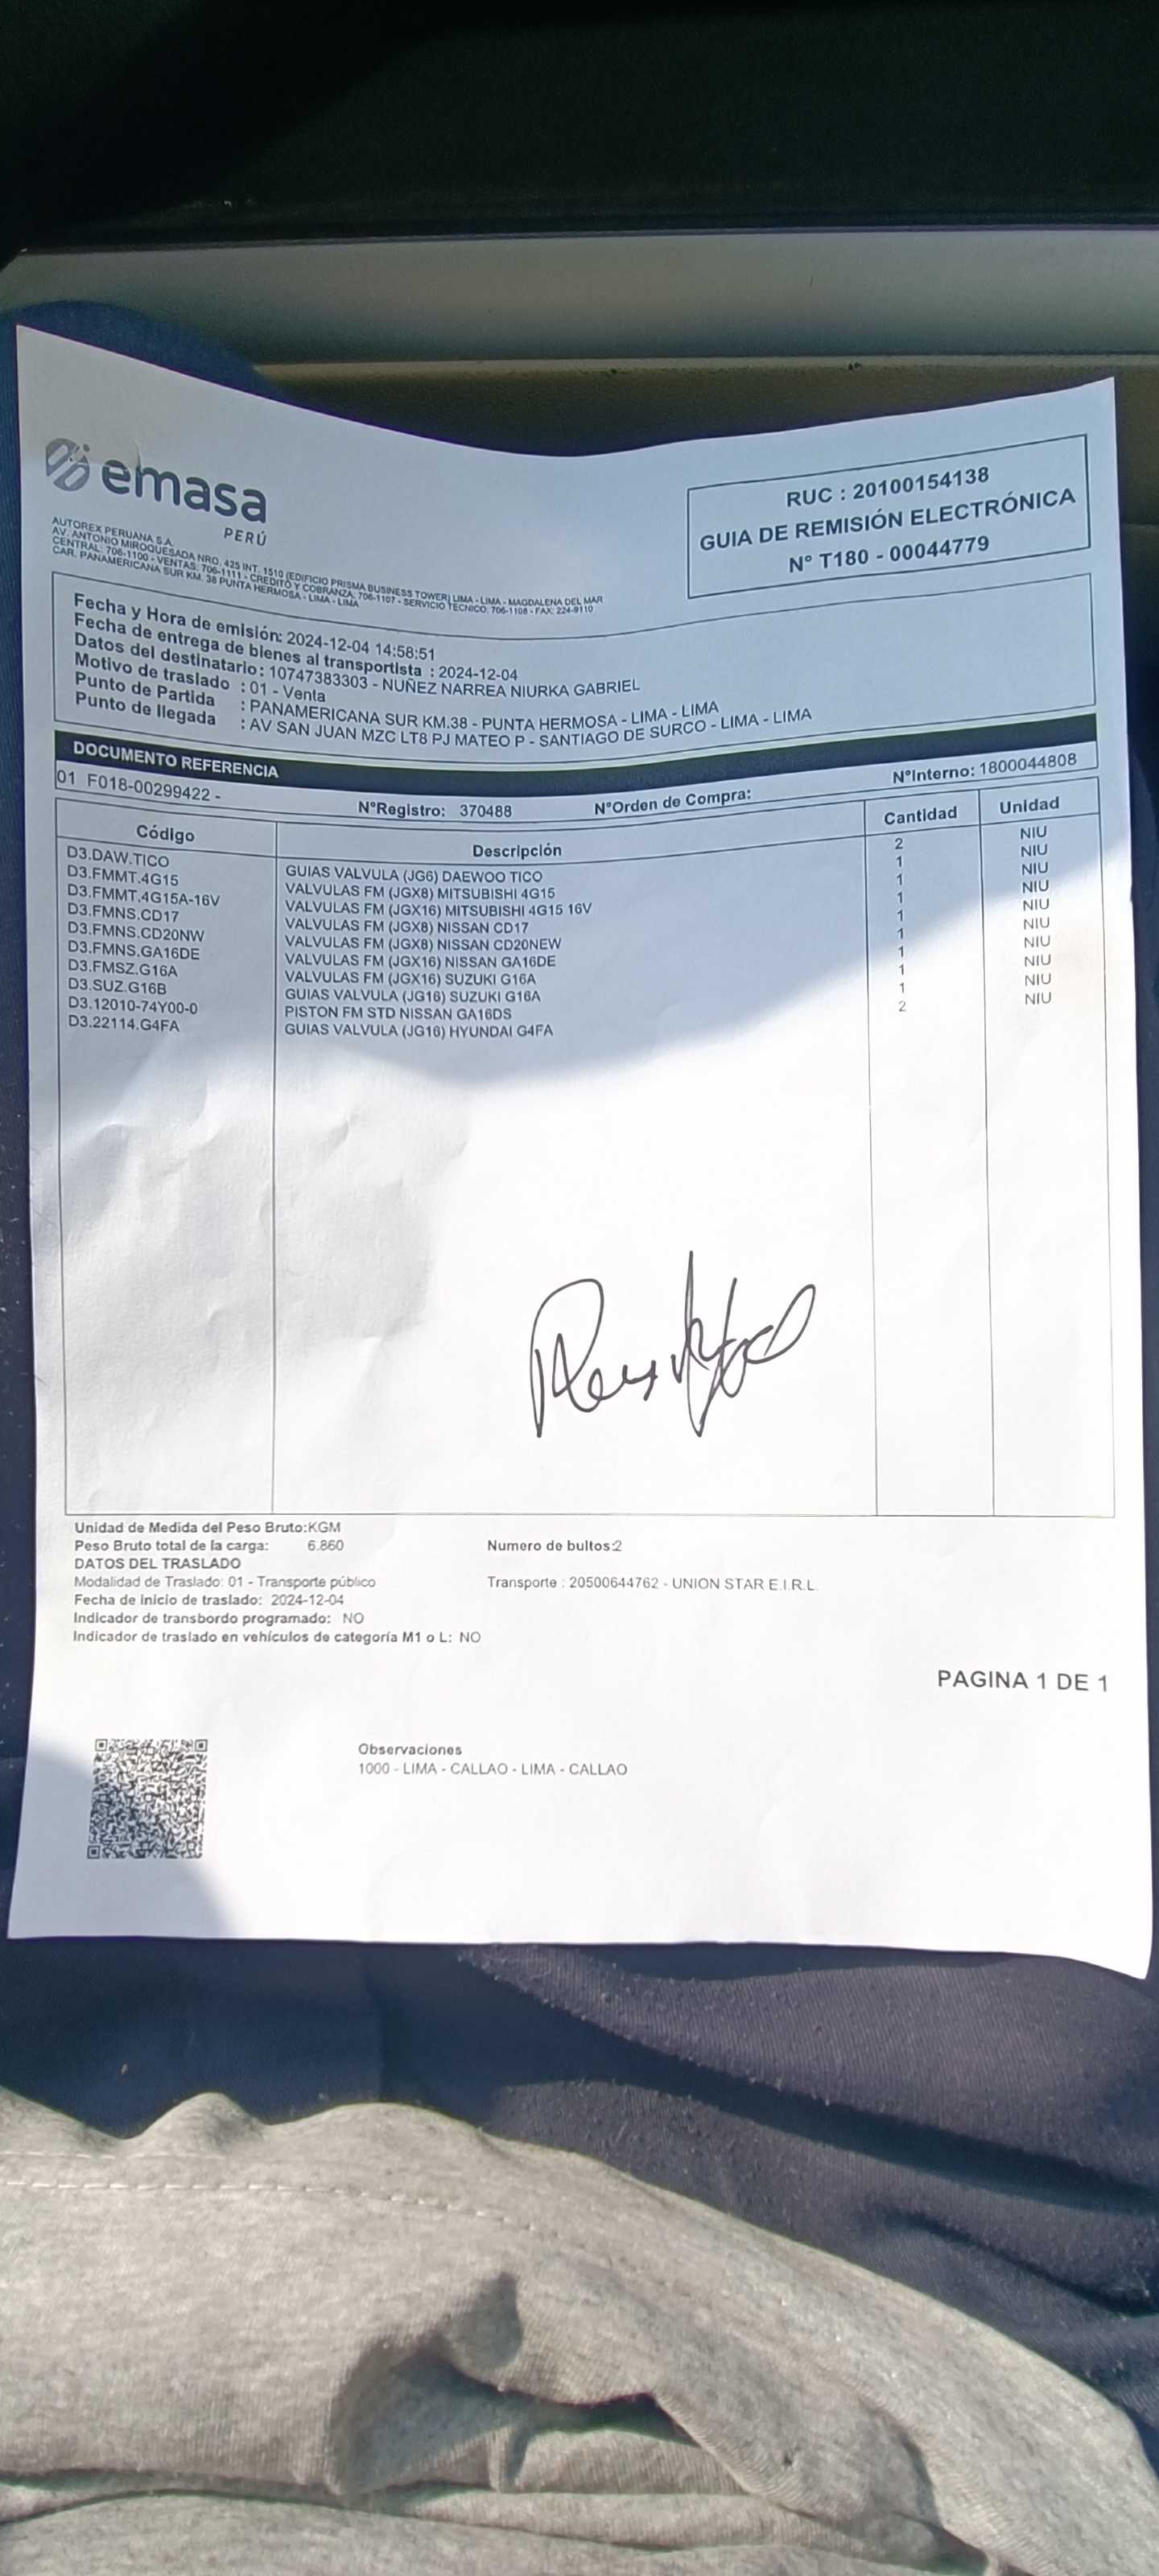 emasa
PERÚ
AUTOREX PERUANA S.A.
AV. ANTONIO MIROQUESADA NRO. 425 INT. 1510 (EDIFICIO PRISMA BUSINESS TOWER) LIMA - LIMA - MAGDALENA DEL MAR
CENTRAL: 706-1100 - VENTAS: 706-1111 - CREDITO Y COBRANZA: 706-1107 - SERVICIO TECNICO: 706-1108 - FAX: 224-9110
CAR. PANAMERICANA SUR KM. 38 PUNTA HERMOSA - LIMA - LIMA
RUC : 20100154138
GUIA DE REMISIÓN ELECTRÓNICA
N° T180 - 00044779
Fecha y Hora de emisión: 2024-12-04 14:58:51
Fecha de entrega de bienes al transportista : 2024-12-04
Datos del destinatario : 10747383303 - NUÑEZ NARREA NIURKA GABRIEL
Motivo de traslado : 01 - Venta
Punto de Partida : PANAMERICANA SUR KM.38 - PUNTA HERMOSA - LIMA - LIMA
Punto de llegada : AV SAN JUAN MZC LT8 PJ MATEO P - SANTIAGO DE SURCO - LIMA - LIMA
DOCUMENTO REFERENCIA
01 F018-00299422 - N°Registro: 370488 N°Orden de Compra: N°Interno: 1800044808
Código Descripción Cantidad Unidad
D3.DAW.TICO GUIAS VALVULA (JG6) DAEWOO TICO 2 NIU
D3.FMMT.4G15 VALVULAS FM (JGX8) MITSUBISHI 4G15 1 NIU
D3.FMMT.4G15A-16V VALVULAS FM (JGX16) MITSUBISHI 4G15 16V 1 NIU
D3.FMNS.CD17 VALVULAS FM (JGX8) NISSAN CD17 1 NIU
D3.FMNS.CD20NW VALVULAS FM (JGX8) NISSAN CD20NEW 1 NIU
D3.FMNS.GA16DE VALVULAS FM (JGX16) NISSAN GA16DE 1 NIU
D3.FMSZ.G16A VALVULAS FM (JGX16) SUZUKI G16A 1 NIU
D3.SUZ.G16B GUIAS VALVULA (JG16) SUZUKI G16A 1 NIU
D3.12010-74Y00-0 PISTON FM STD NISSAN GA16DS 1 NIU
D3.22114.G4FA GUIAS VALVULA (JG16) HYUNDAI G4FA 2 NIU
Unidad de Medida del Peso Bruto:KGM
Peso Bruto total de la carga: 6.860 Numero de bultos:2
DATOS DEL TRASLADO
Modalidad de Traslado: 01 - Transporte público Transporte : 20500644762 - UNION STAR E.I.R.L.
Fecha de inicio de traslado: 2024-12-04
Indicador de transbordo programado: NO
Indicador de traslado en vehículos de categoría M1 o L: NO
PAGINA 1 DE 1
Observaciones
1000 - LIMA - CALLAO - LIMA - CALLAO